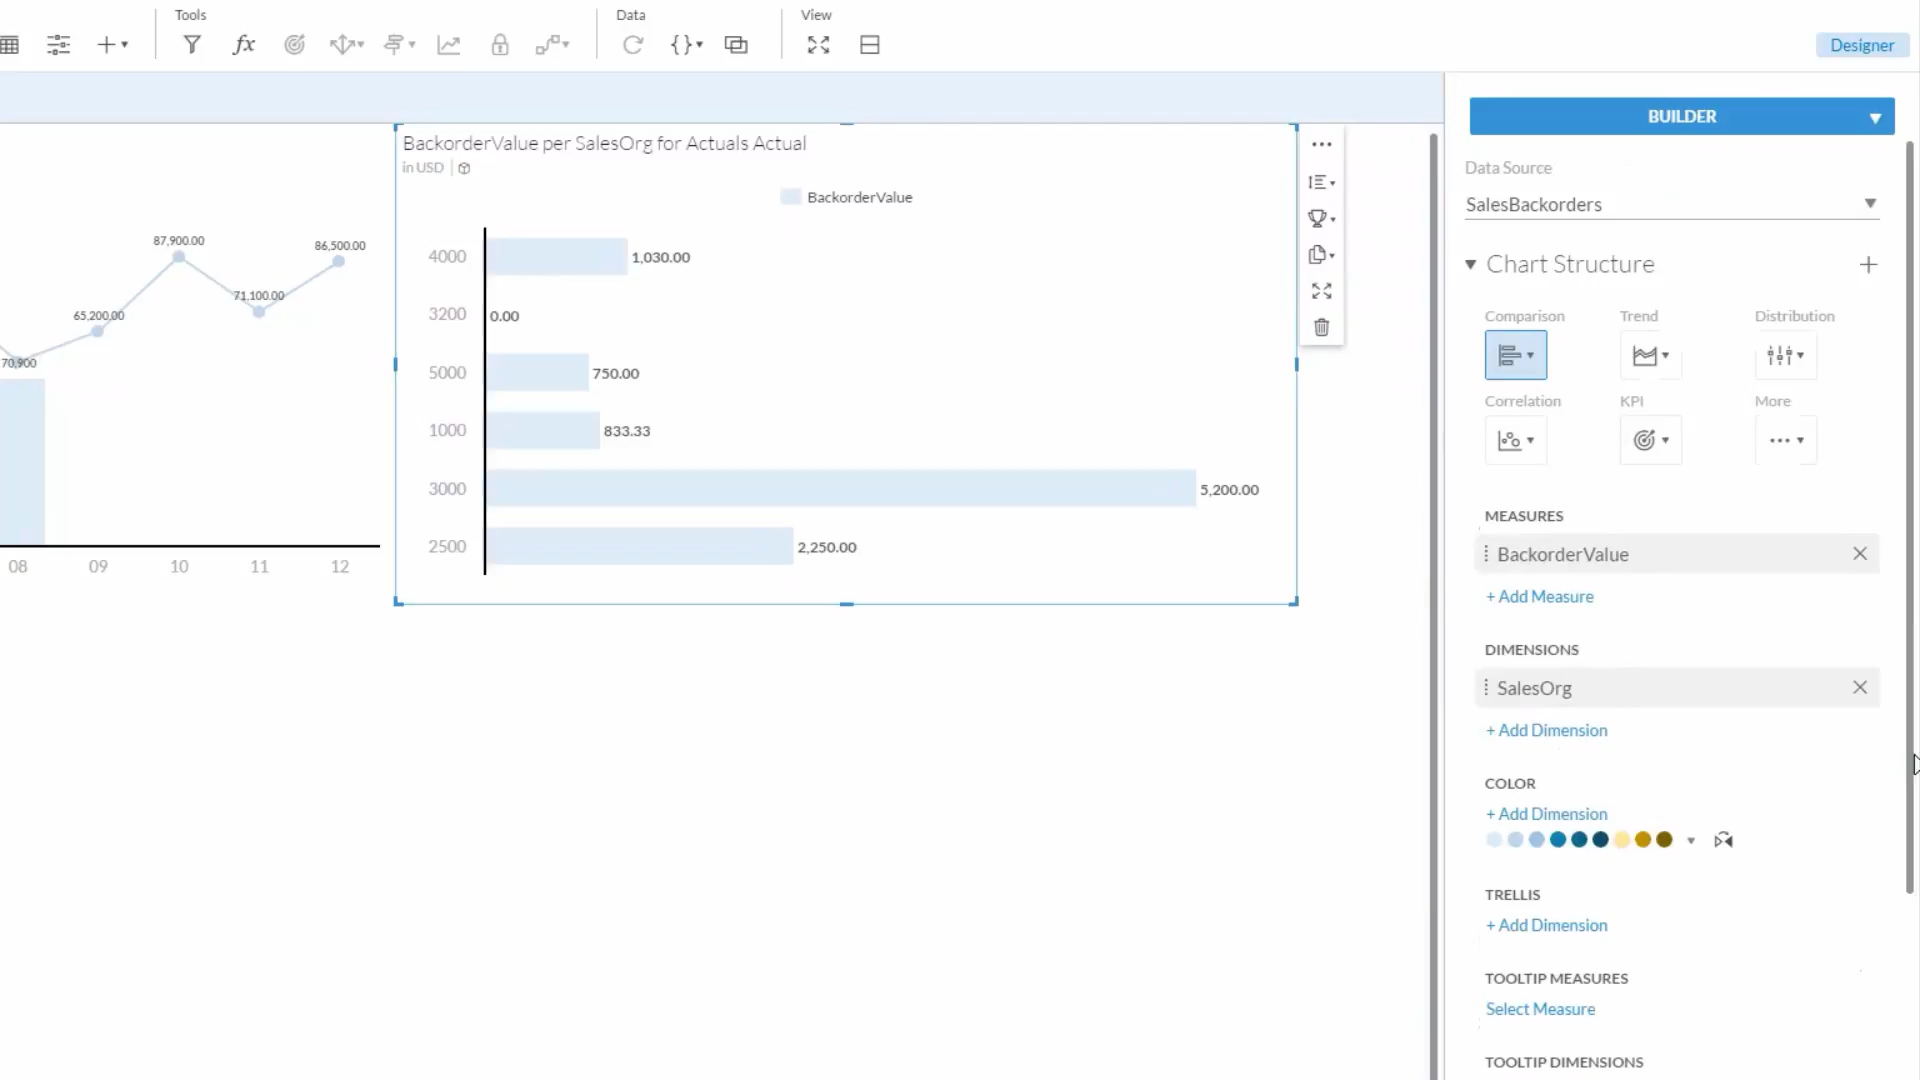 Tools
Data
View
fx
{}
Designer
BUILDER
Data Source
SalesBackorders
Chart Structure
Comparison
Trend
Distribution
Correlation
KPI
More
MEASURES
BackorderValue
+ Add Measure
DIMENSIONS
SalesOrg
+ Add Dimension
COLOR
+ Add Dimension
TRELLIS
+ Add Dimension
TOOLTIP MEASURES
Select Measure
TOOLTIP DIMENSIONS
BackorderValue per SalesOrg for Actuals Actual
in USD
BackorderValue
4000 1,030.00
3200 0.00
5000 750.00
1000 833.33
3000 5,200.00
2500 2,250.00
87,900.00
86,500.00
71,100.00
65,200.00
70,900
08 09 10 11 12